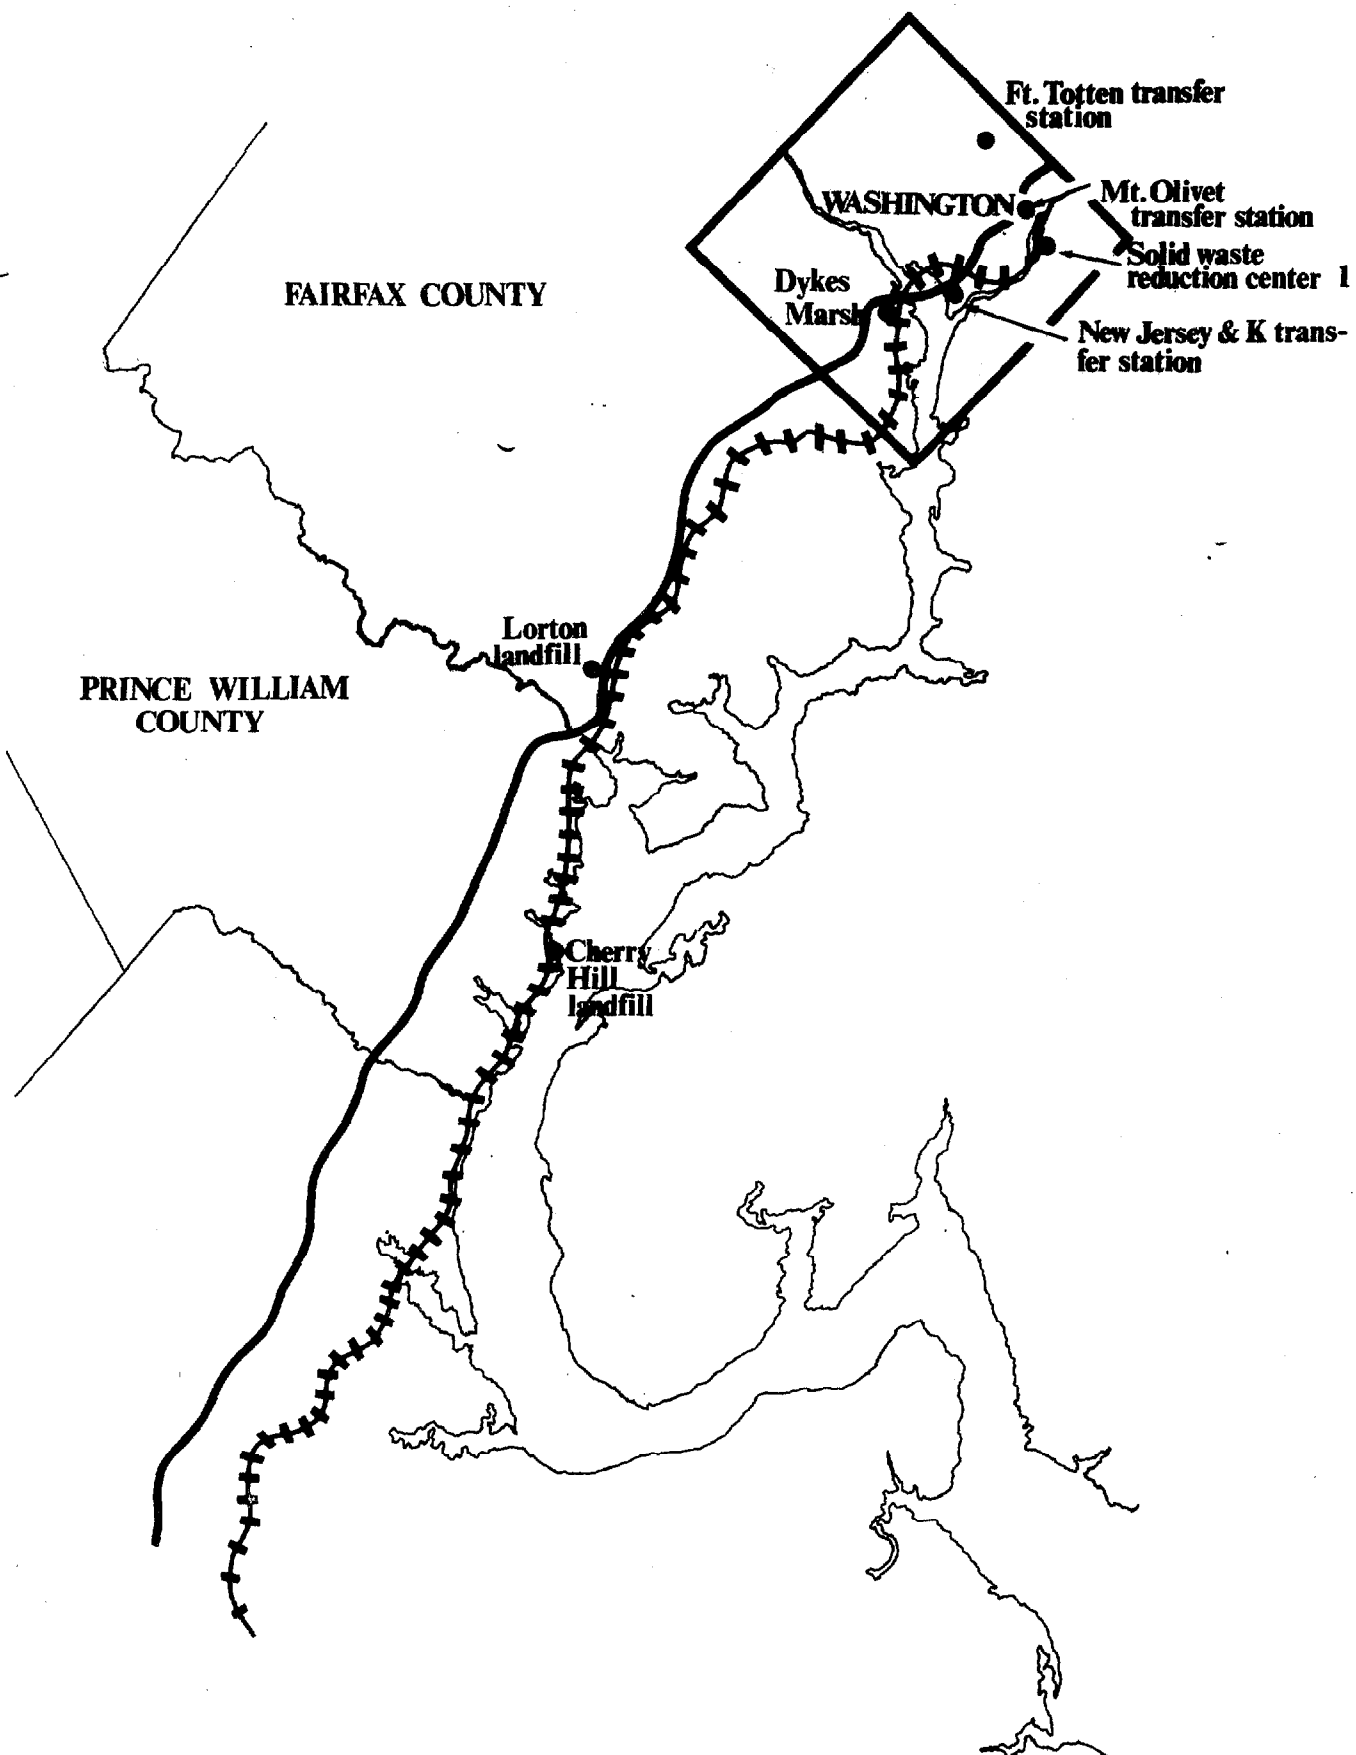 Ft. Totten transfer
station
WASHINGTON
Mt. Olivet
transfer station
Solid waste
reduction center 1
FAIRFAX COUNTY
Dykes
Marsh
New Jersey & K trans-
fer station
Lorton
landfill
PRINCE WILLIAM
COUNTY
Cherry
Hill
landfill